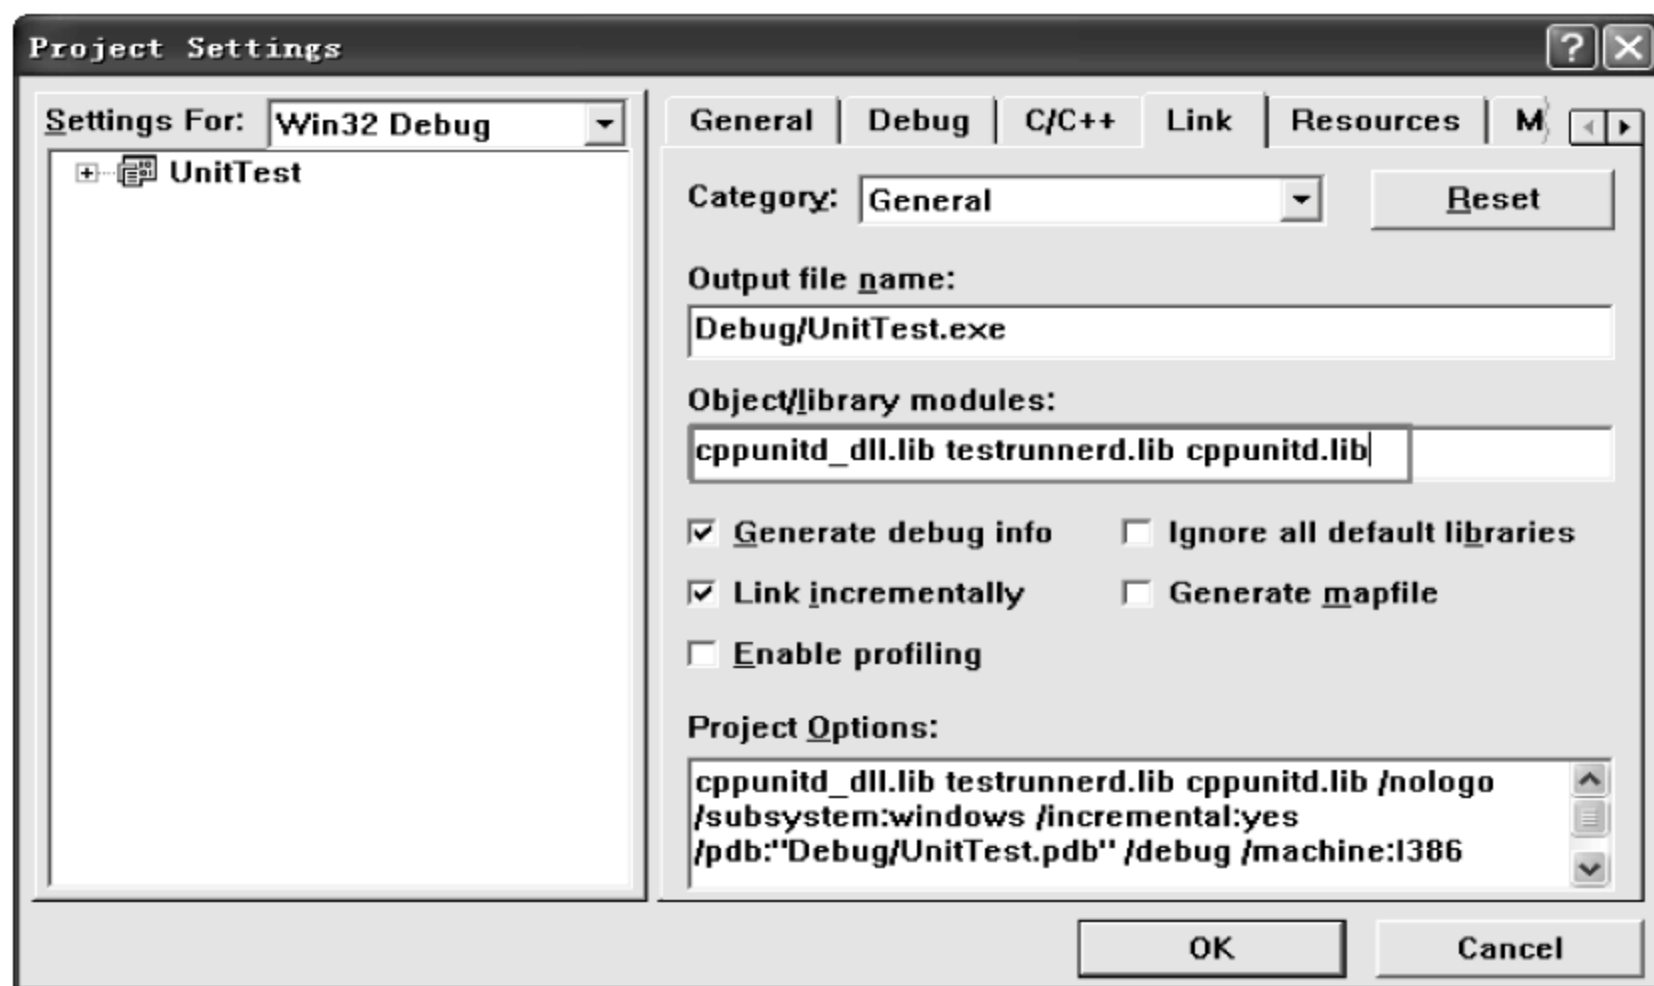 Project Settings
Settings For: Win32 Debug
UnitTest
General Debug C/C++ Link Resources M
Category: General Reset
Output file name:
Debug/UnitTest.exe
Object/library modules:
cppunitd_dll.lib testrunnerd.lib cppunitd.lib
Generate debug info Ignore all default libraries
Link incrementally Generate mapfile
Enable profiling
Project Options:
cppunitd_dll.lib testrunnerd.lib cppunitd.lib /nologo
/subsystem:windows /incremental:yes
/pdb:"Debug/UnitTest.pdb" /debug /machine:I386
OK Cancel